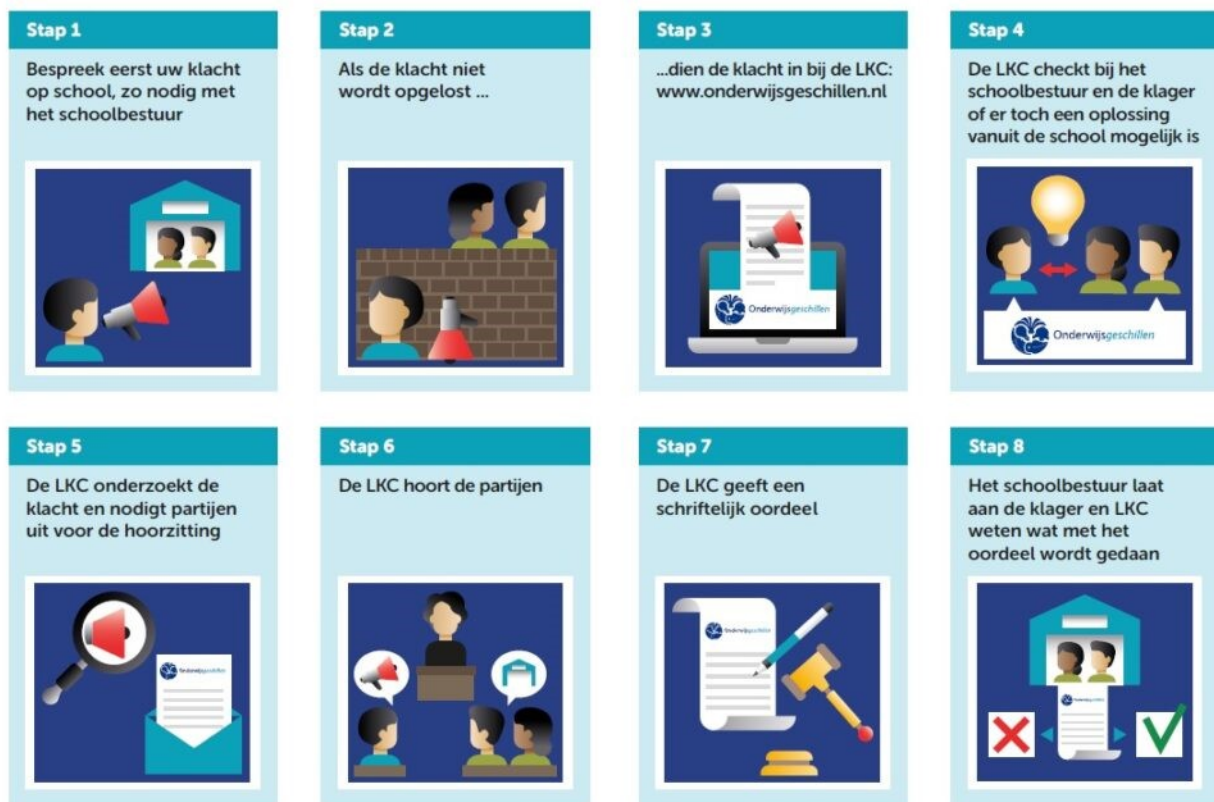 Stap 1
Bespreek eerst uw klacht
op school, zo nodig met
het schoolbestuur
Stap 2
Als de klacht niet
wordt opgelost ...
Stap 3
...dien de klacht in bij de LKC:
www.onderwijsgeschillen.nl
Onderwijsgeschillen
Stap 4
De LKC checkt bij het
schoolbestuur en de klager
of er toch een oplossing
vanuit de school mogelijk is
Onderwijsgeschillen
Stap 5
De LKC onderzoekt de
klacht en nodigt partijen
uit voor de hoorzitting
Onderwijsgeschillen
Stap 6
De LKC hoort de partijen
Stap 7
De LKC geeft een
schriftelijk oordeel
Onderwijsgeschillen
Stap 8
Het schoolbestuur laat
aan de klager en LKC
weten wat met het
oordeel wordt gedaan
Onderwijsgeschillen